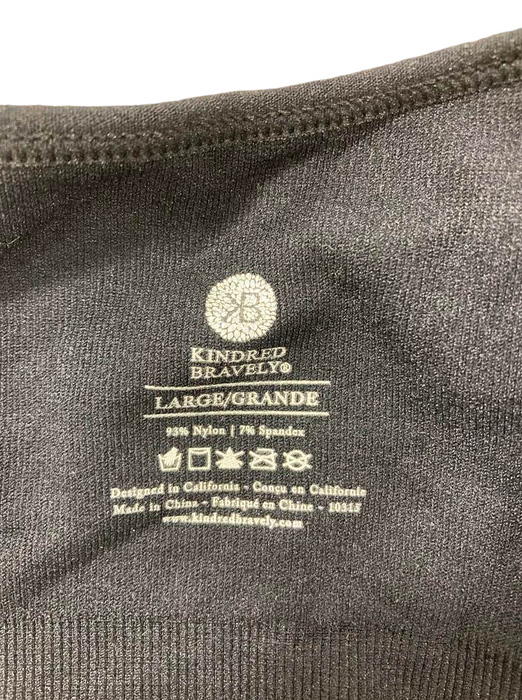 KB
KINDRED
BRAVELY®
LARGE/GRANDE
93% Nylon | 7% Spandex
Designed in California - Conçu en Californie
Made in China - Fabriqué en Chine - 10315
www.kindredbravely.com